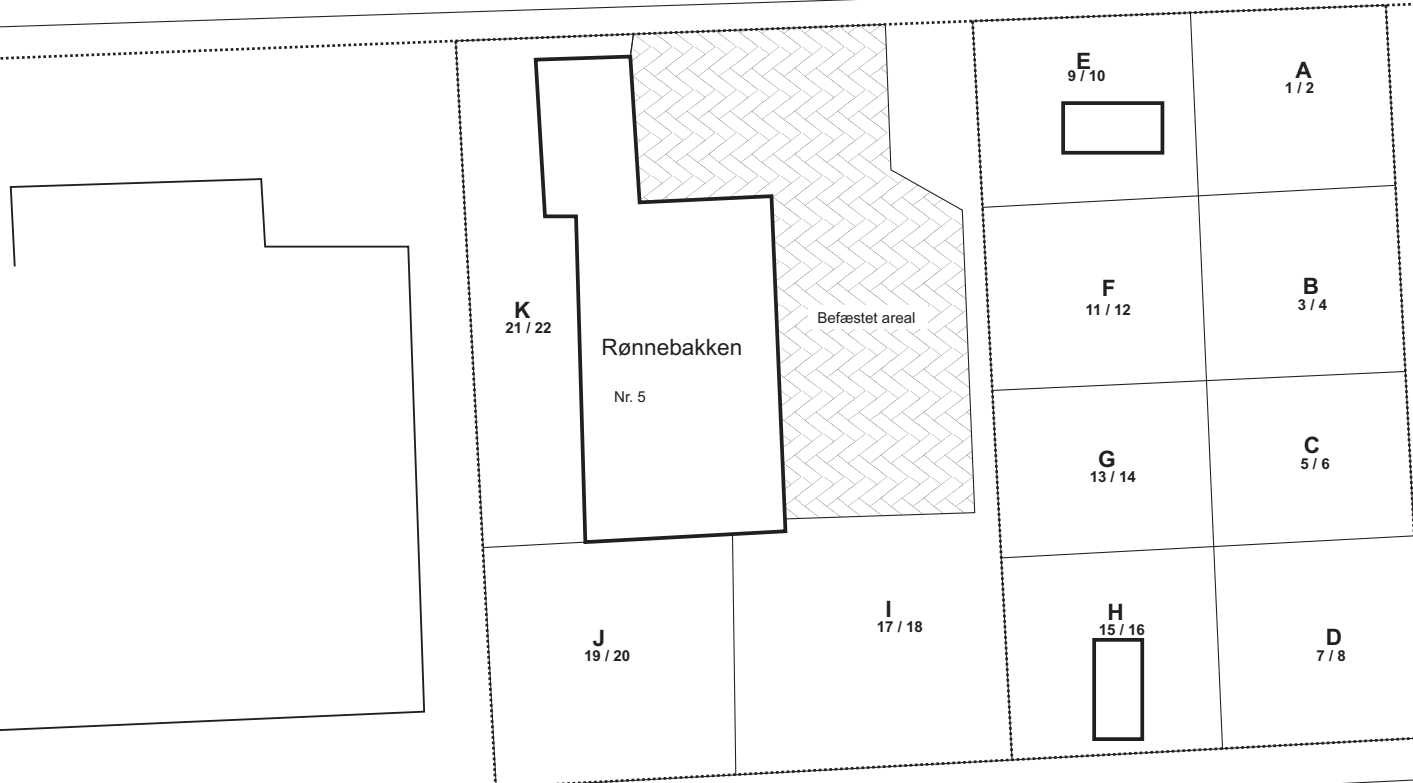 E
9 / 10
A
1 / 2
K
21 / 22
Rønnebakken
Nr. 5
Befæstet areal
F
11 / 12
B
3 / 4
G
13 / 14
C
5 / 6
J
19 / 20
I
17 / 18
H
15 / 16
D
7 / 8